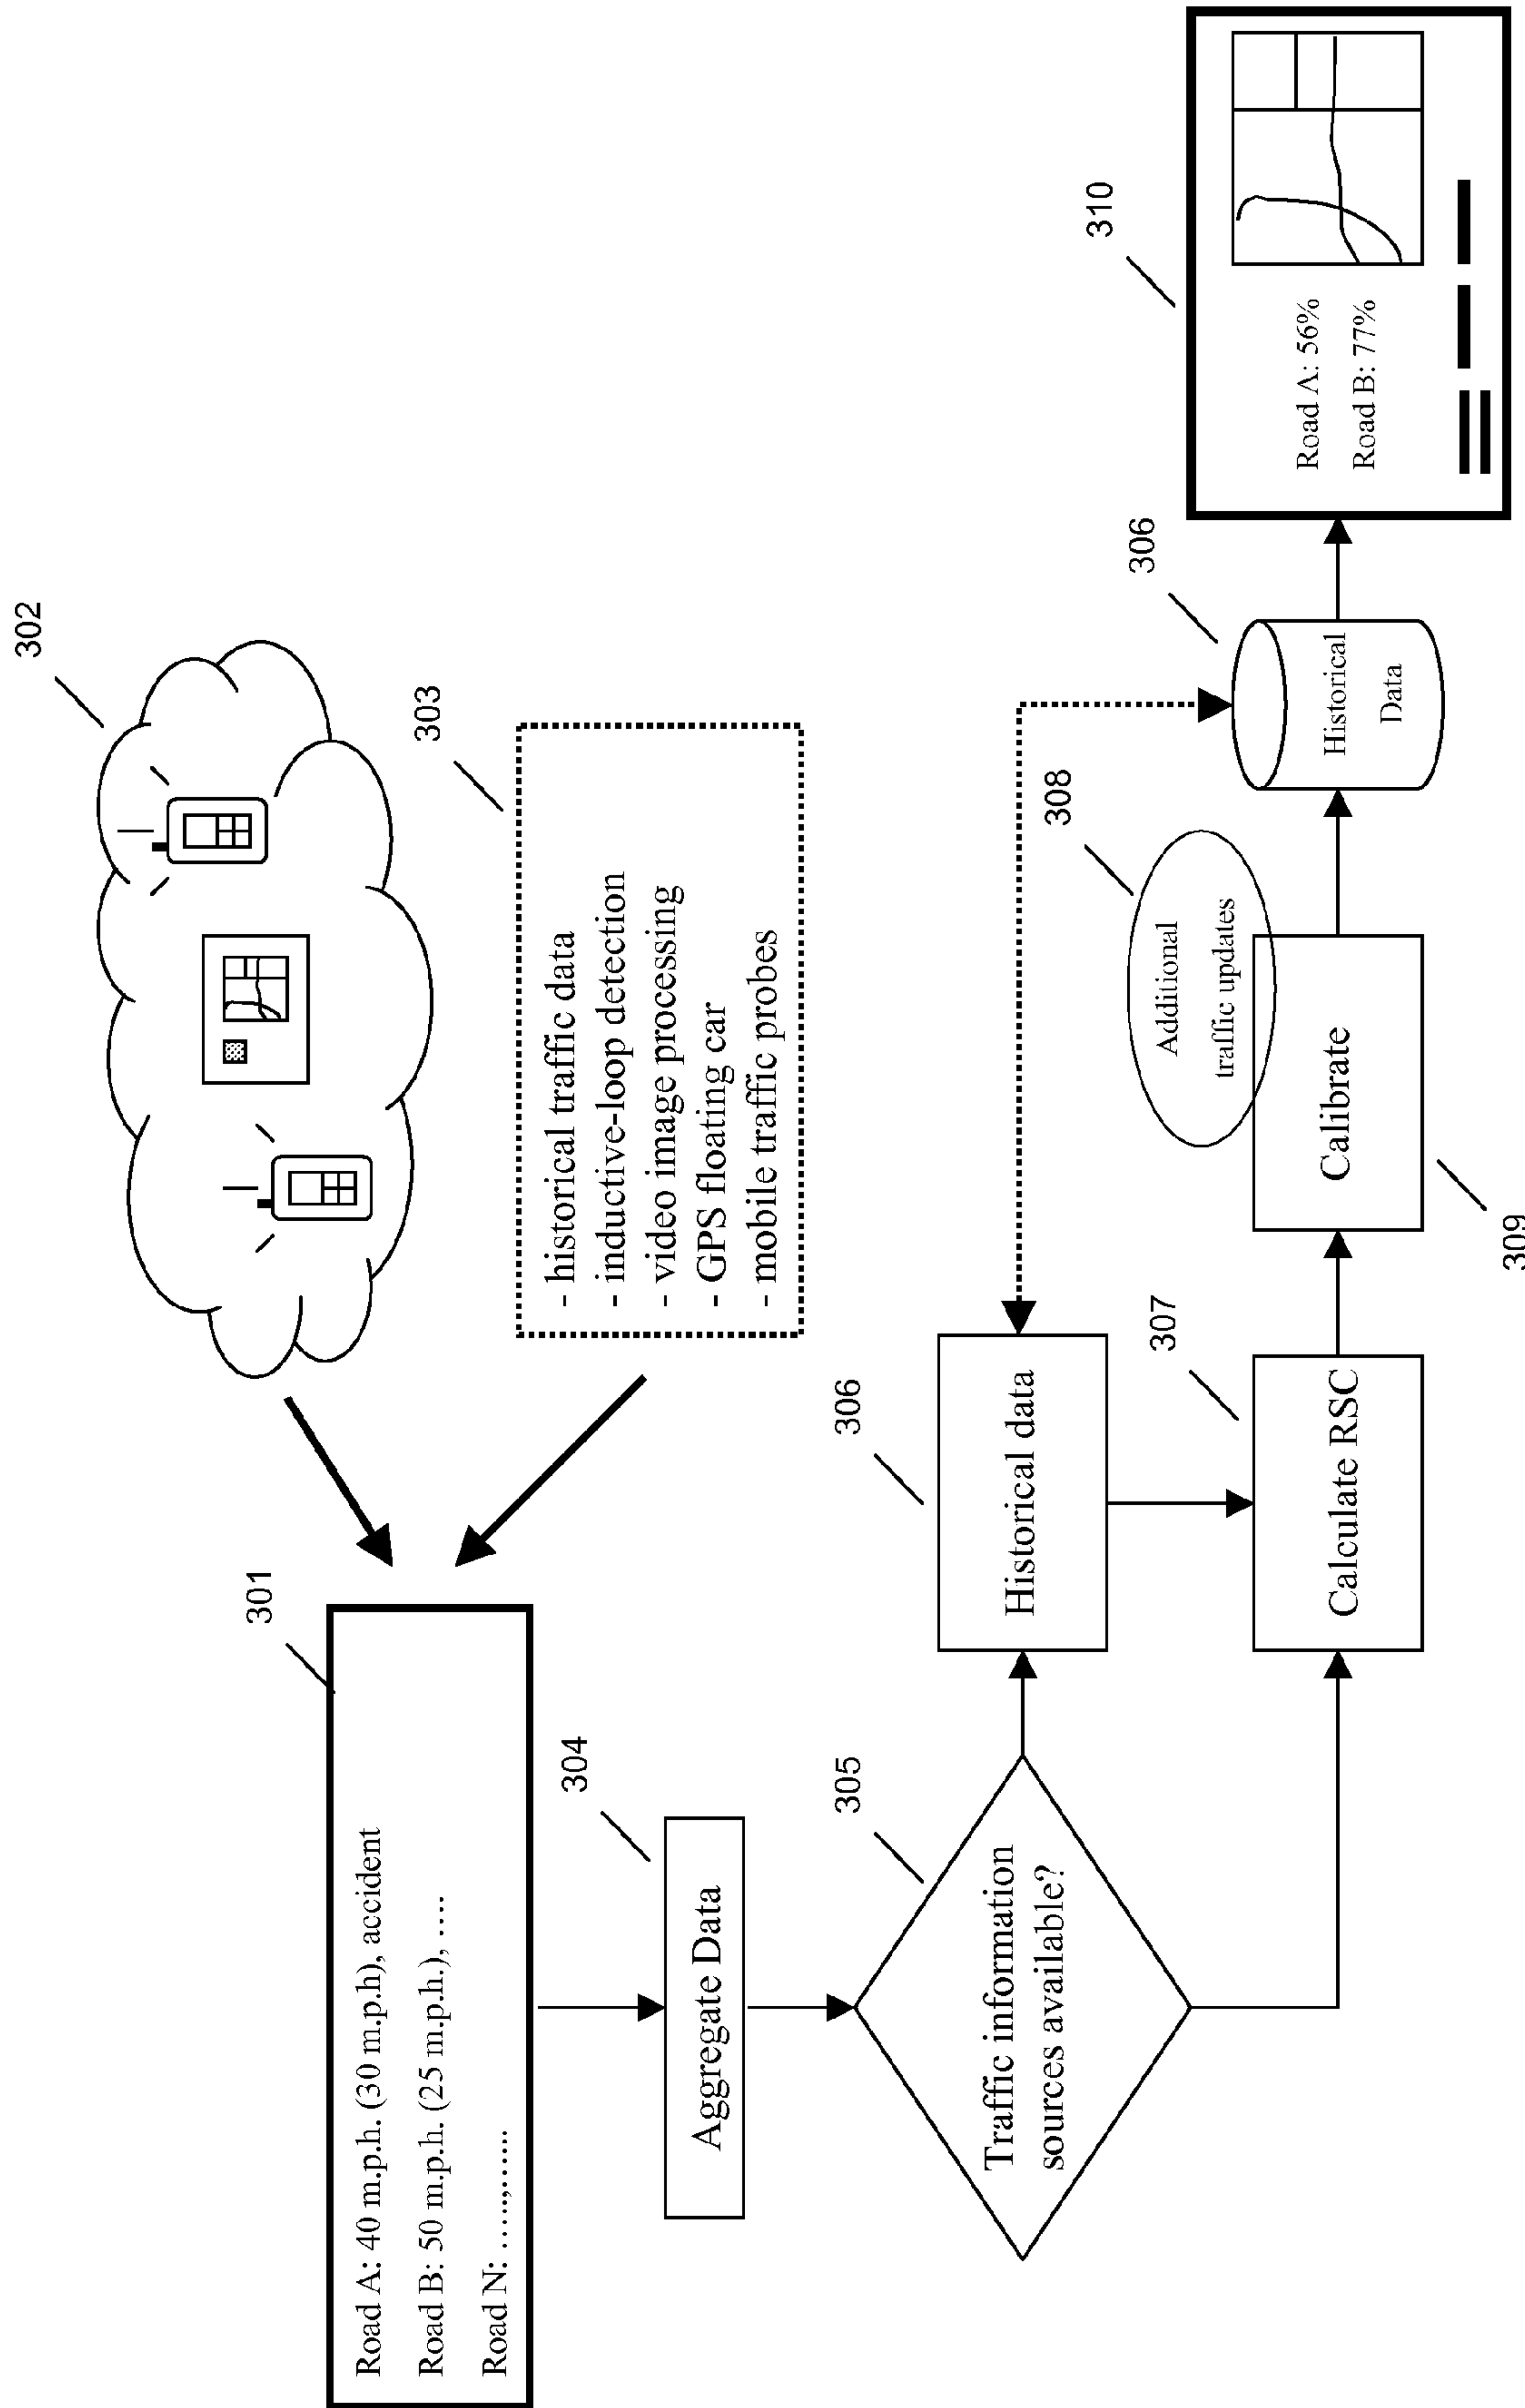 301
Road A: 40 m.p.h. (30 m.p.h), accident
Road B: 50 m.p.h. (25 m.p.h.), ....
Road N: ......,......
302
303
- historical traffic data
- inductive-loop detection
- video image processing
- GPS floating car
- mobile traffic probes
304
Aggregate Data
305
Traffic information
sources available?
306
Historical data
307
Calculate RSC
308
Additional
traffic updates
Calibrate
309
306
Historical
Data
310
Road A: 56%
Road B: 77%